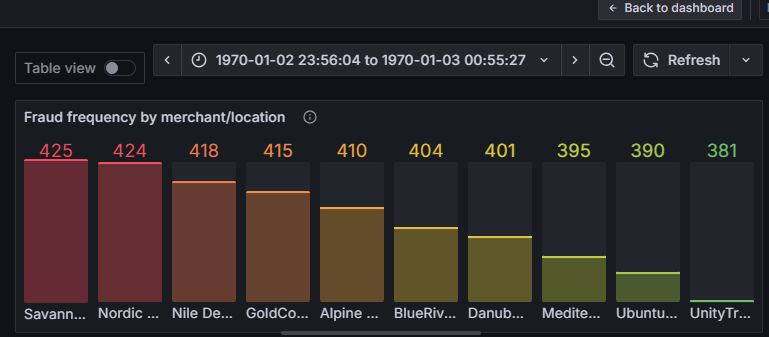 ← Back to dashboard
Table view
1970-01-02 23:56:04 to 1970-01-03 00:55:27
Refresh
Fraud frequency by merchant/location
425 424 418 415 410 404 401 395 390 381
Savann... Nordic ... Nile De... GoldCo... Alpine ... BlueRiv... Danub... Medite... Ubuntu... UnityTr...